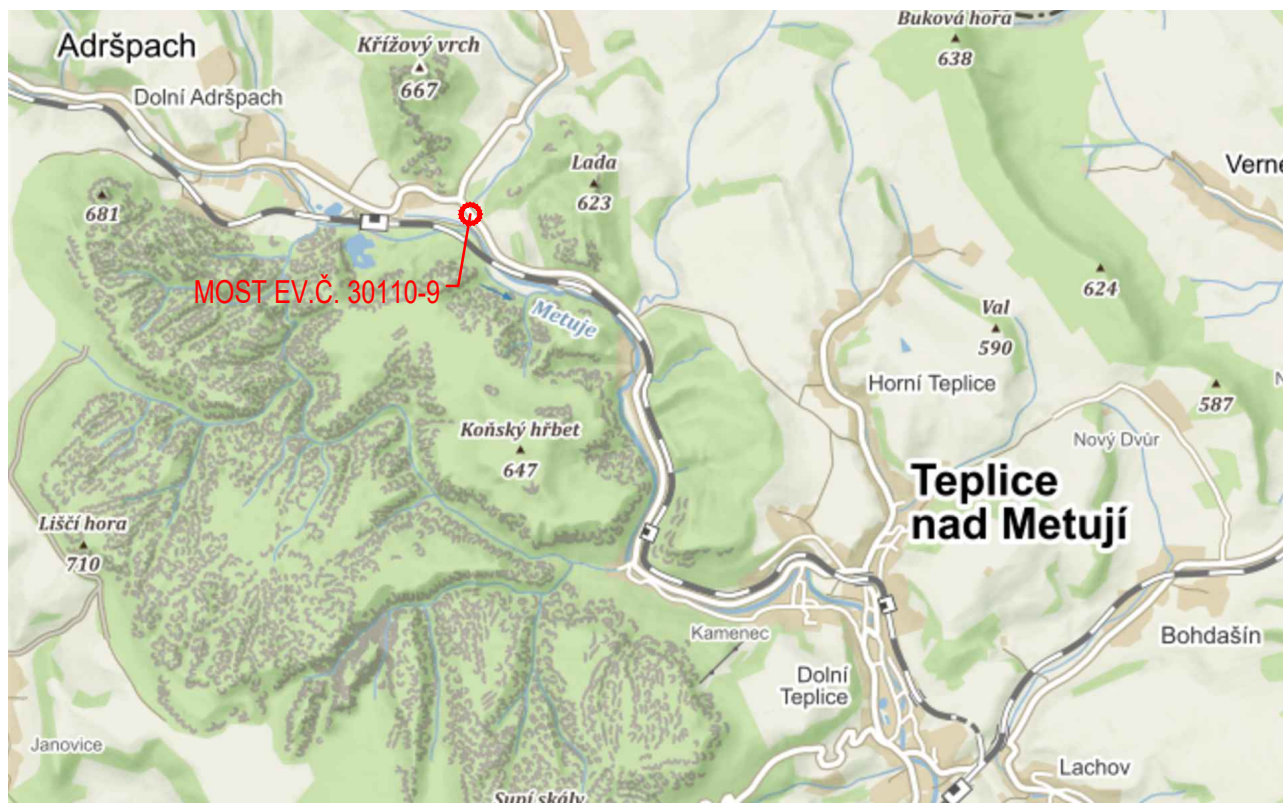 Buková hora
638
Adršpach
Křížový vrch
667
Dolní Adršpach
Lada
623
Verne
681
MOST EV.Č. 30110-9
Metuje
624
Val
590
Horní Teplice
587
N
Koňský hřbet
647
Nový Dvůr
Teplice
nad Metují
Liščí hora
710
Kamenec
Bohdašín
Dolní
Teplice
Janovice
Lachov
Supí skály